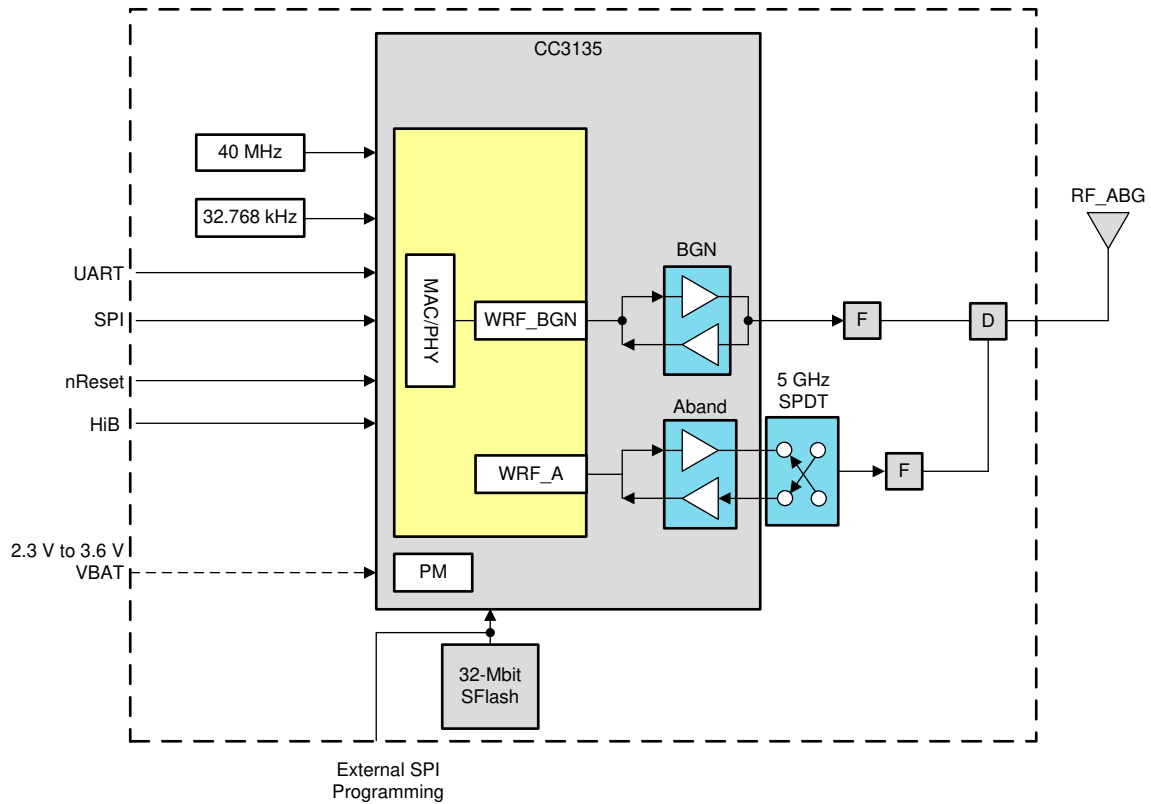 CC3135
40 MHz
32.768 kHz
UART
SPI
nReset
HiB
2.3 V to 3.6 V
VBAT
MAC/PHY
WRF_BGN
WRF_A
PM
BGN
Aband
5 GHz
SPDT
F
F
D
RF_ABG
32-Mbit
SFlash
External SPI
Programming